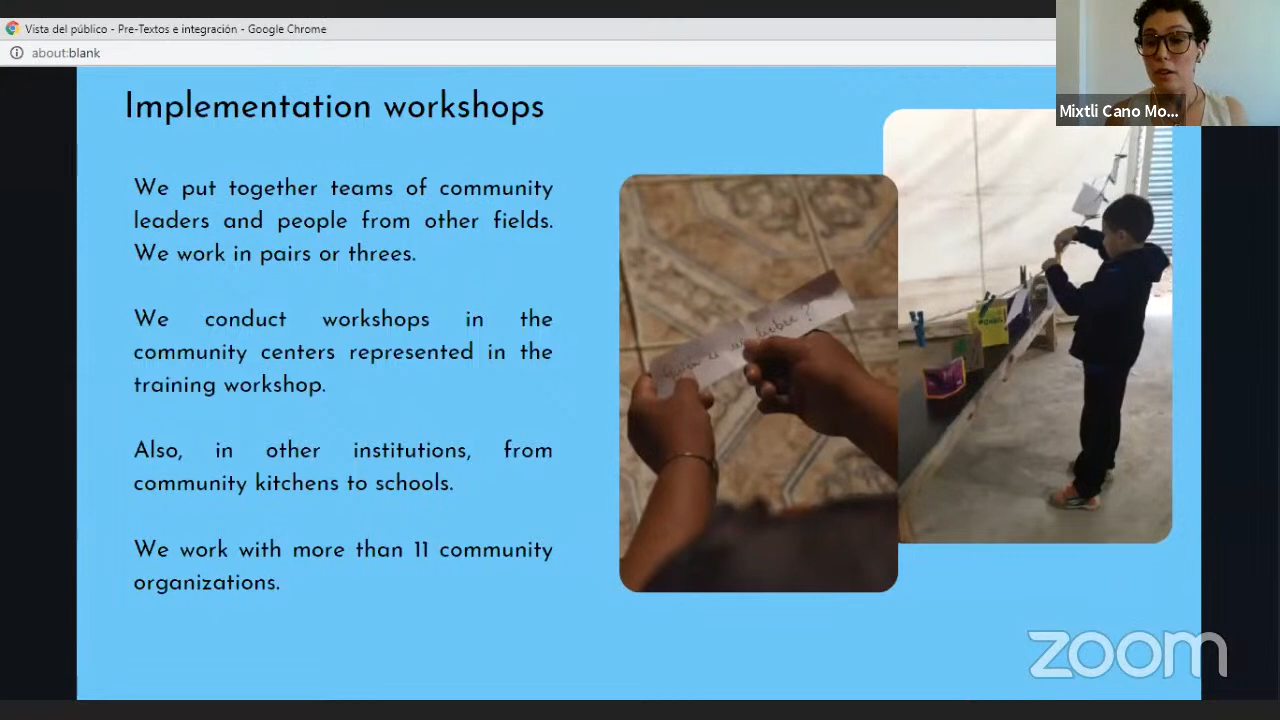 Vista del público - Pre-Textos e integración - Google Chrome
about:blank
Mixtli Cano Mo...
Implementation workshops
We put together teams of community
leaders and people from other fields.
We work in pairs or threes.
We conduct workshops in the
community centers represented in the
training workshop.
Also, in other institutions, from
community kitchens to schools.
We work with more than 11 community
organizations.
zoom